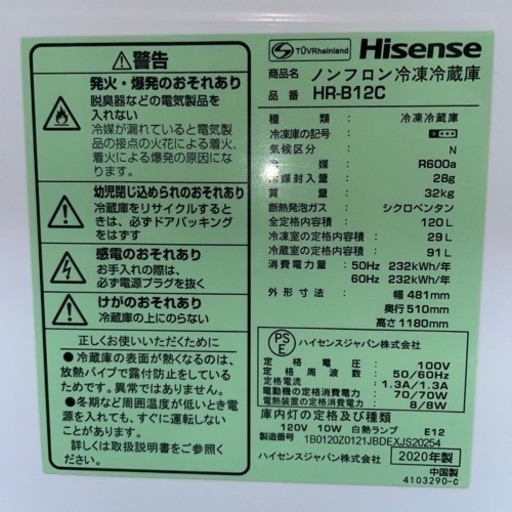 ⚠警告
発火・爆発のおそれあり
脱臭器などの電気製品を
入れない
冷媒が漏れていると電気製
品の接点の火花による着火、
着火により爆発の原因にな
ります。
幼児閉じ込められのおそれあり
冷蔵庫をリサイクルすると
きは、必ずドアパッキング
をはずす
感電のおそれあり
お手入れの際は、
必ず電源プラグを抜く
けがのおそれあり
冷蔵庫の上にのらない
正しくお使いいただくために
●冷蔵庫の表面が熱くなるのは、
放熱パイプで露付防止をしている
ためです。異常ではありません。
●冬期など周囲温度が低いとき電
源を入れても、すぐに運転しない
ことがあります。
詳しくは取扱説明書をご覧ください。
TÜVRheinland
Hisense
商品名 ノンフロン冷凍冷蔵庫
品番 HR-B12C
種類 : 冷凍冷蔵庫
冷凍庫の記号 :
気候区分 : N
冷媒 : R600a
冷媒封入量 : 28g
質量 : 32kg
断熱発泡ガス : シクロペンタン
全定格内容積 : 120L
冷凍室の定格内容積 : 29L
冷蔵室の定格内容積 : 91L
消費電力量 : 50Hz 232kWh/年
60Hz 232kWh/年
外形寸法 : 幅 481mm
奥行510mm
高さ1180mm
PS
E
ハイセンスジャパン株式会社
定格電圧 : 100V
定格周波数 : 50/60Hz
定格電流 : 1.3A/1.3A
電動機の定格消費電力 : 70/70W
電熱装置の定格消費電力 : 8/8W
庫内灯の定格及び種類
120V 10W 白熱ランプ E12
製造番号 : 1B0120Z0121JBDEXJS20254
ハイセンスジャパン株式会社 2020年製
中国製
4103290-C